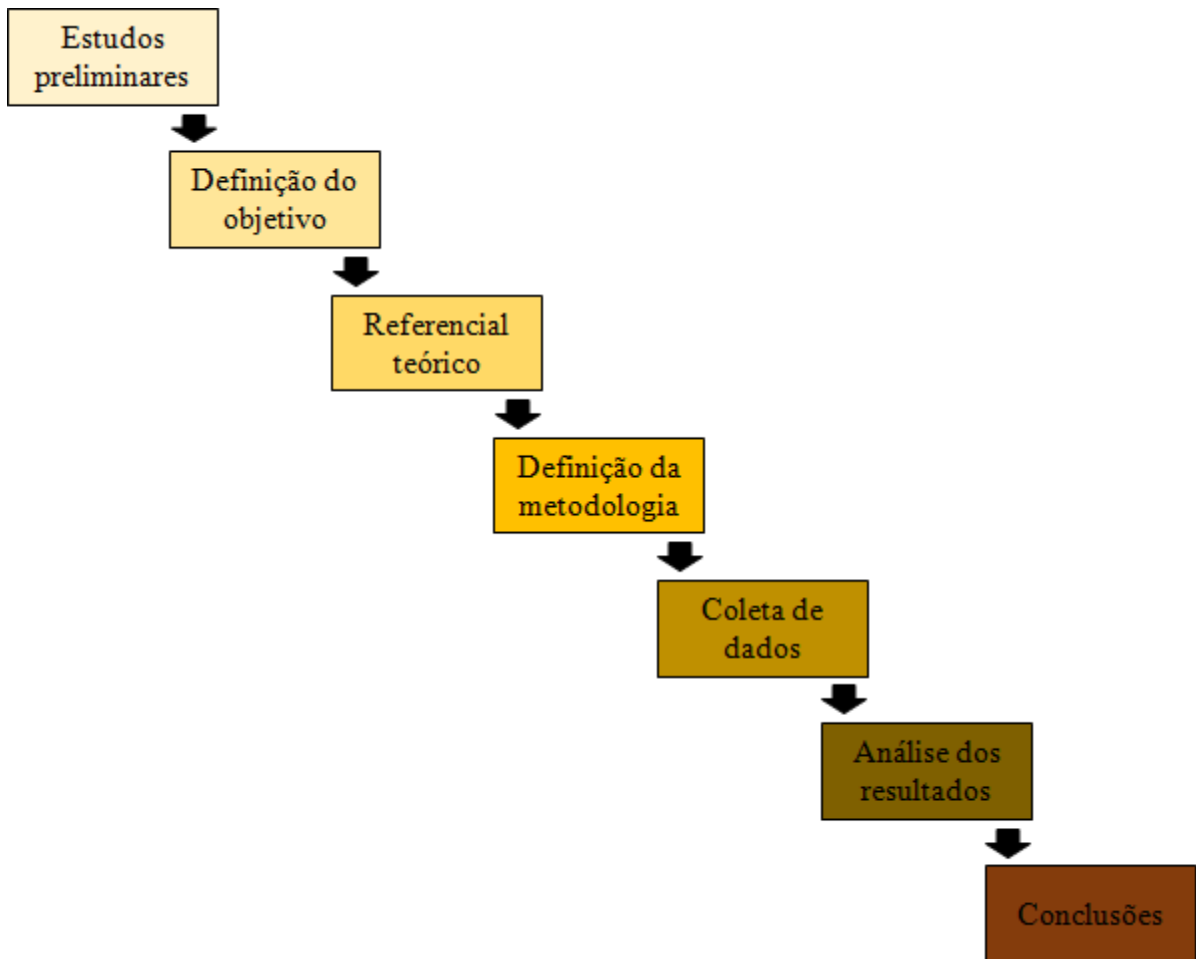 Estudos
preliminares
Definição do
objetivo
Referencial
teórico
Definição da
metodologia
Coleta de
dados
Análise dos
resultados
Conclusões